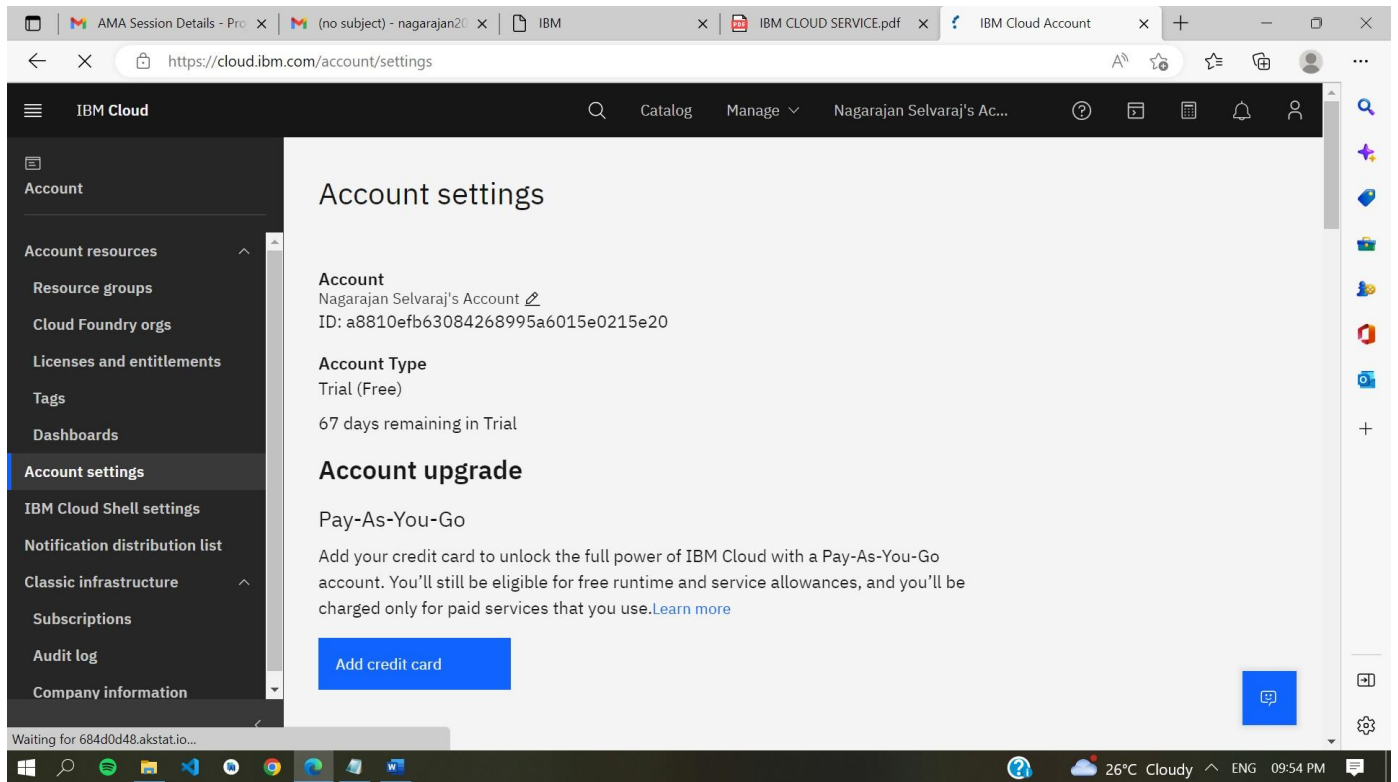 AMA Session Details - Pro
(no subject) - nagarajan20
IBM
IBM CLOUD SERVICE.pdf
IBM Cloud Account
https://cloud.ibm.com/account/settings
IBM Cloud
Catalog
Manage
Nagarajan Selvaraj's Ac...
Account
Account resources
Resource groups
Cloud Foundry orgs
Licenses and entitlements
Tags
Dashboards
Account settings
IBM Cloud Shell settings
Notification distribution list
Classic infrastructure
Subscriptions
Audit log
Company information
Account settings
Account
Nagarajan Selvaraj's Account
ID: a8810efb63084268995a6015e0215e20
Account Type
Trial (Free)
67 days remaining in Trial
Account upgrade
Pay-As-You-Go
Add your credit card to unlock the full power of IBM Cloud with a Pay-As-You-Go
account. You’ll still be eligible for free runtime and service allowances, and you’ll be
charged only for paid services that you use.Learn more
Add credit card
Waiting for 684d0d48.akstat.io...
26°C Cloudy
ENG
09:54 PM